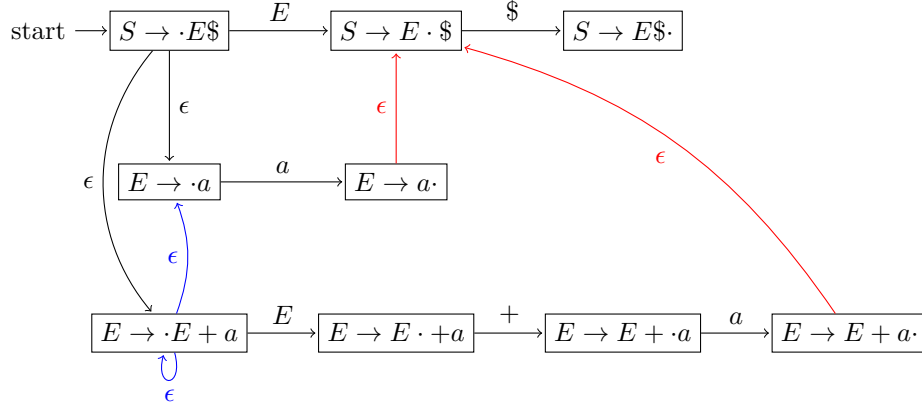 E $
start S → ·E$ S → E · $ S → E$·
ϵ ϵ ϵ ϵ
a
E → ·a E → a·
ϵ
E + a
E → ·E + a E → E · +a E → E + ·a E → E + a·
ϵ